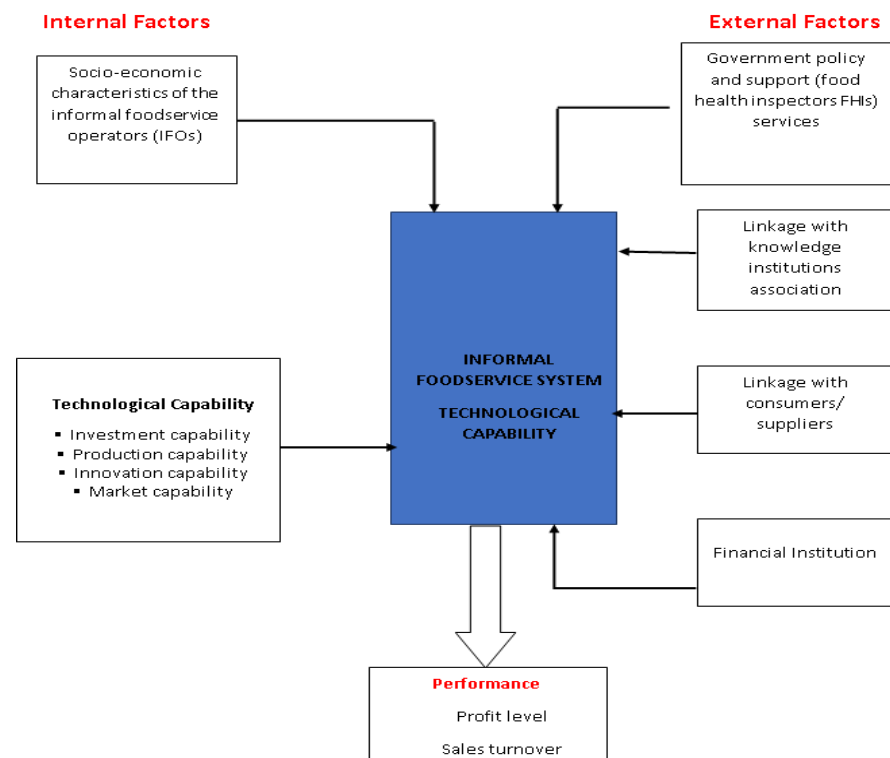 Internal Factors
External Factors
Socio-economic
characteristics of the
informal foodservice
operators (IFOs)
Government policy
and support (food
health inspectors FHIs)
services
Linkage with
knowledge
institutions
association
INFORMAL
FOODSERVICE SYSTEM
TECHNOLOGICAL
CAPABILITY
Technological Capability
▪ Investment capability
▪ Production capability
▪ Innovation capability
▪ Market capability
Linkage with
consumers/
suppliers
Financial Institution
Performance
Profit level
Sales turnover